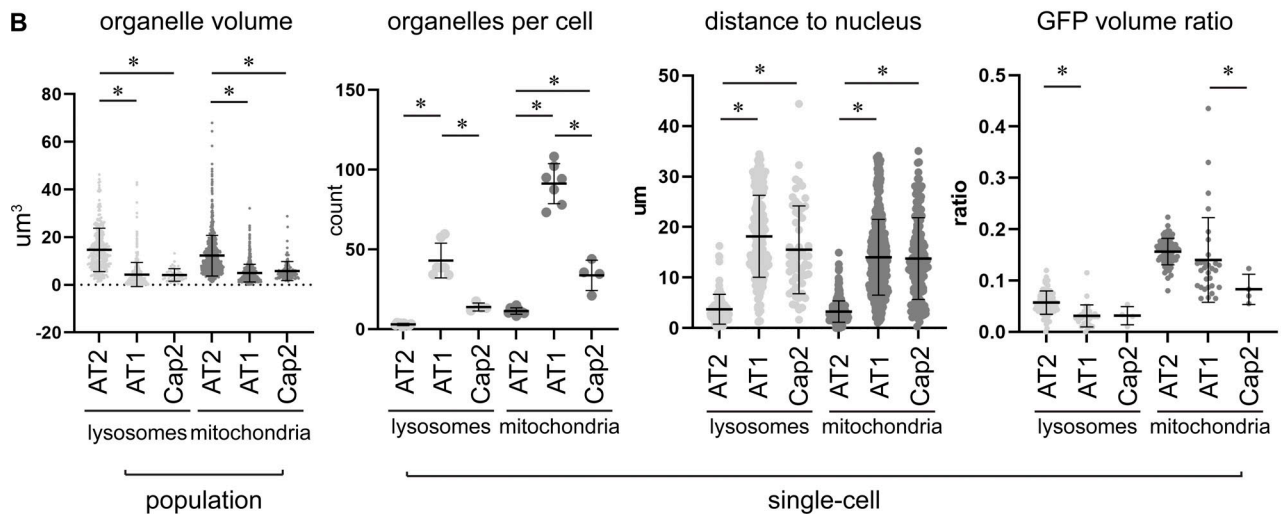 B
organelle volume
organelles per cell
distance to nucleus
GFP volume ratio
* * * *
um³
80
60
40
20
0
-20
AT2 AT1 Cap2 AT2 AT1 Cap2
lysosomes mitochondria
population
* * * * *
count
150
100
50
0
AT2 AT1 Cap2 AT2 AT1 Cap2
lysosomes mitochondria
* * * *
um
50
40
30
20
10
0
AT2 AT1 Cap2 AT2 AT1 Cap2
lysosomes mitochondria
* *
ratio
0.5
0.4
0.3
0.2
0.1
0.0
AT2 AT1 Cap2 AT2 AT1 Cap2
lysosomes mitochondria
single-cell